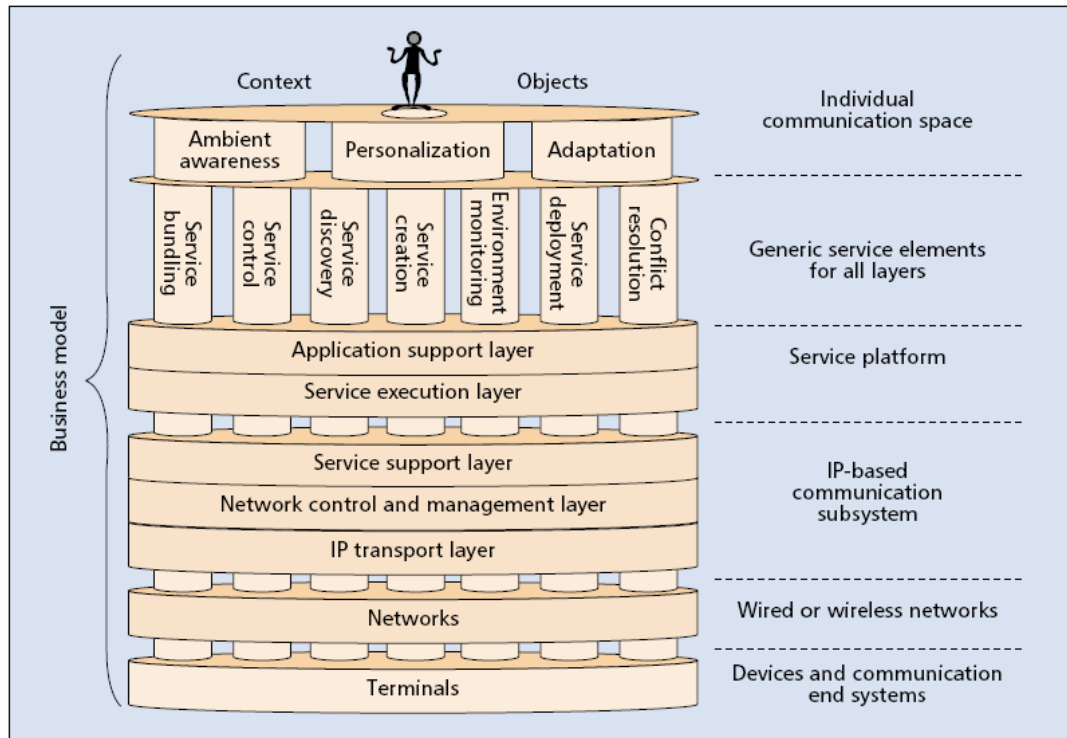 Context
Objects
Individual
communication space
Ambient
awareness
Personalization
Adaptation
Service
bundling
Service
control
Service
discovery
Service
creation
Environment
monitoring
Service
deployment
Conflict
resolution
Generic service elements
for all layers
Business model
Application support layer
Service platform
Service execution layer
Service support layer
Network control and management layer
IP transport layer
IP-based
communication
subsystem
Networks
Wired or wireless networks
Terminals
Devices and communication
end systems